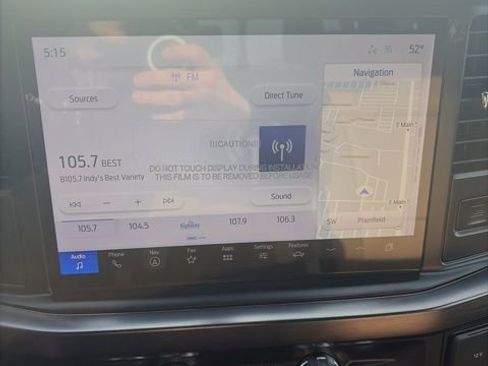 5:15
52°
FM
Navigation
Sources
Direct Tune
E Main
!!CAUTION!!
105.7 BEST
DO NOT TOUCH DISPLAY DURING INSTALLATION
B105.7 Indy's Best Variety
THIS FILM IS TO BE REMOVED BEFORE USAGE
Sound
E Main
105.7
104.5
107.9
106.3
SW
Plainfield
Audio
Phone
Nav
Fav
Apps
Settings
Features